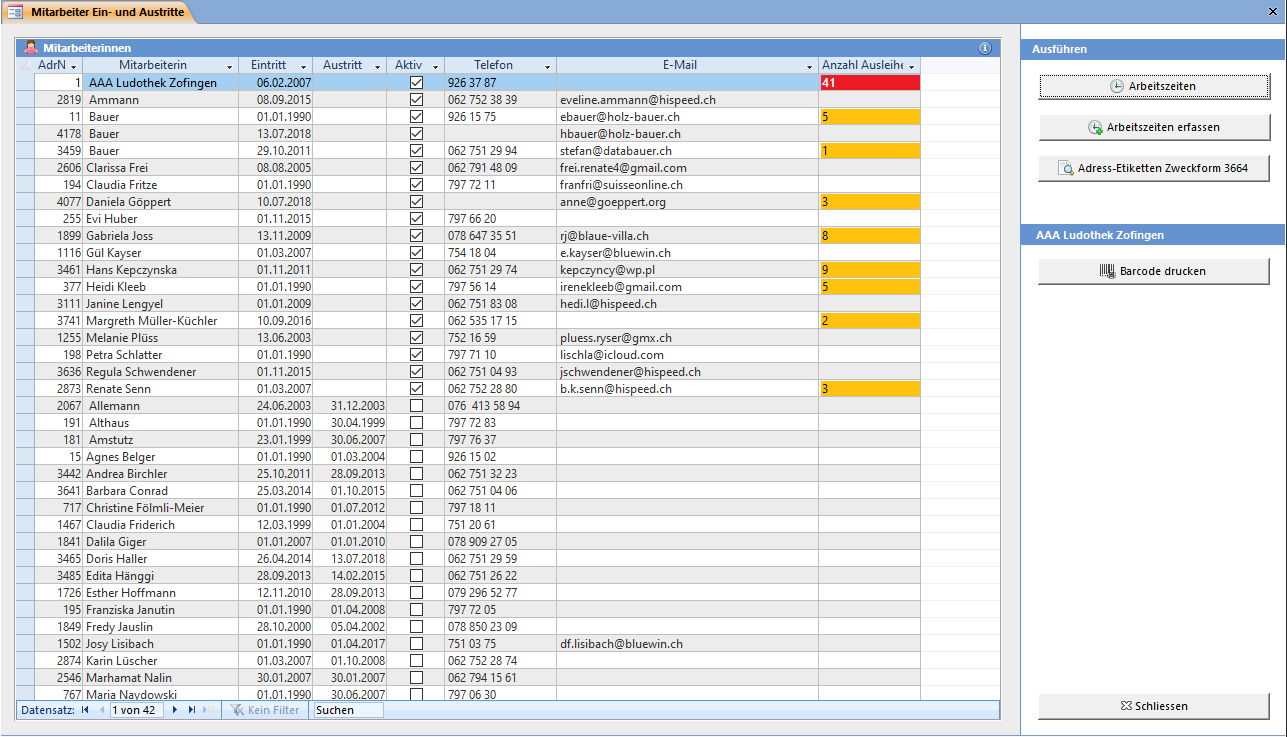 Mitarbeiter Ein- und Austritte
Mitarbeiterinnen
AdrN Mitarbeiterin Eintritt Austritt Aktiv Telefon E-Mail Anzahl Ausleihe
1 AAA Ludothek Zofingen 06.02.2007 926 37 87 41
2819 Ammann 08.09.2015 062 752 38 39 eveline.ammann@hispeed.ch
11 Bauer 01.01.1990 926 15 75 ebauer@holz-bauer.ch 5
4178 Bauer 13.07.2018 hbauer@holz-bauer.ch
3459 Bauer 29.10.2011 062 751 29 94 stefan@databauer.ch 1
2606 Clarissa Frei 08.08.2005 062 791 48 09 frei.renate4@gmail.com
194 Claudia Fritze 01.01.1990 797 72 11 franfri@suisseonline.ch
4077 Daniela Göppert 10.07.2018 anne@goeppert.org 3
255 Evi Huber 01.11.2015 797 66 20
1899 Gabriela Joss 13.11.2009 078 647 35 51 rj@blaue-villa.ch 8
1116 Gül Kayser 01.03.2007 754 18 04 e.kayser@bluewin.ch
3461 Hans Kepczynska 01.11.2011 062 751 29 74 kepczyncy@wp.pl 9
377 Heidi Kleeb 01.01.1990 797 56 14 irenekleeb@gmail.com 5
3111 Janine Lengyel 01.01.2009 062 751 83 08 hedi.l@hispeed.ch
3741 Margreth Müller-Küchler 10.09.2016 062 535 17 15 2
1255 Melanie Plüss 13.06.2003 752 16 59 pluess.ryser@gmx.ch
198 Petra Schlatter 01.01.1990 797 71 10 lischla@icloud.com
3636 Regula Schwendener 01.11.2015 062 751 04 93 jschwendener@hispeed.ch
2873 Renate Senn 01.03.2007 062 752 28 80 b.k.senn@hispeed.ch 3
2067 Allemann 24.06.2003 31.12.2003 076  413 58 94
191 Althaus 01.01.1990 30.04.1999 797 72 83
181 Amstutz 23.01.1999 30.06.2007 797 76 37
15 Agnes Belger 01.01.1990 01.03.2004 926 15 02
3442 Andrea Birchler 25.10.2011 28.09.2013 062 751 32 23
3641 Barbara Conrad 25.03.2014 01.10.2015 062 751 04 06
717 Christine Fölmli-Meier 01.01.1990 01.07.2012 797 18 11
1467 Claudia Friderich 12.03.1999 01.01.2004 751 20 61
1841 Dalila Giger 01.01.2007 01.01.2010 078 909 27 05
3465 Doris Haller 26.04.2014 13.07.2018 062 751 29 59
3485 Edita Hänggi 28.09.2013 14.02.2015 062 751 26 22
1726 Esther Hoffmann 12.11.2010 28.09.2013 079 296 52 77
195 Franziska Janutin 01.01.1990 01.04.2008 797 72 05
1849 Fredy Jauslin 28.10.2000 05.04.2002 078 850 23 09
1502 Josy Lisibach 01.01.1990 01.04.2017 751 03 75 df.lisibach@bluewin.ch
2874 Karin Lüscher 01.03.2007 01.10.2008 062 752 28 74
2546 Marhamat Nalin 30.01.2007 30.01.2007 062 794 15 61
767 Maria Naydowski 01.01.1990 30.06.2007 797 06 30
Datensatz: 1 von 42 Kein Filter Suchen
Ausführen
Arbeitszeiten
Arbeitszeiten erfassen
Adress-Etiketten Zweckform 3664
AAA Ludothek Zofingen
Barcode drucken
Schliessen